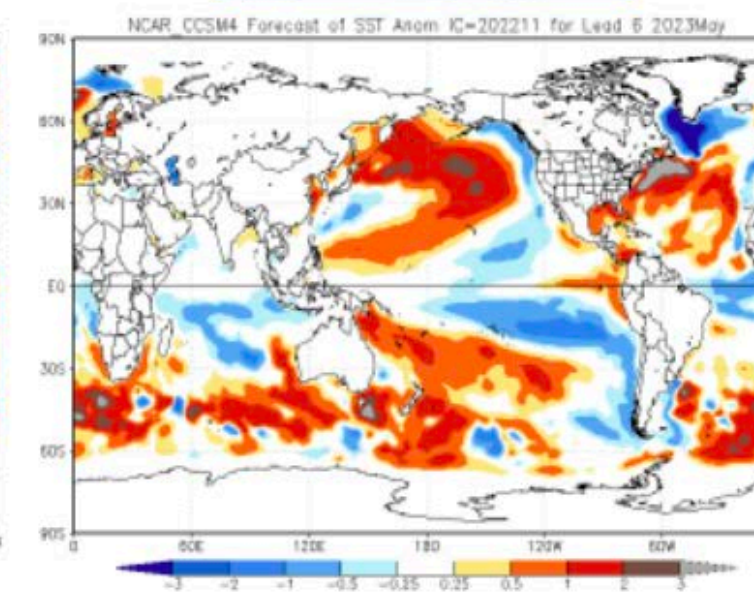 NCAR_CCSM4 Forecast of SST Anom IC=202211 for Lead 6 2023May
90N
60N
30N
EQ
30S
60S
90S
0 60E 120E 180 120W 60W
-3 -2 -1 -0.5 -0.25 0.25 0.5 1 2 3